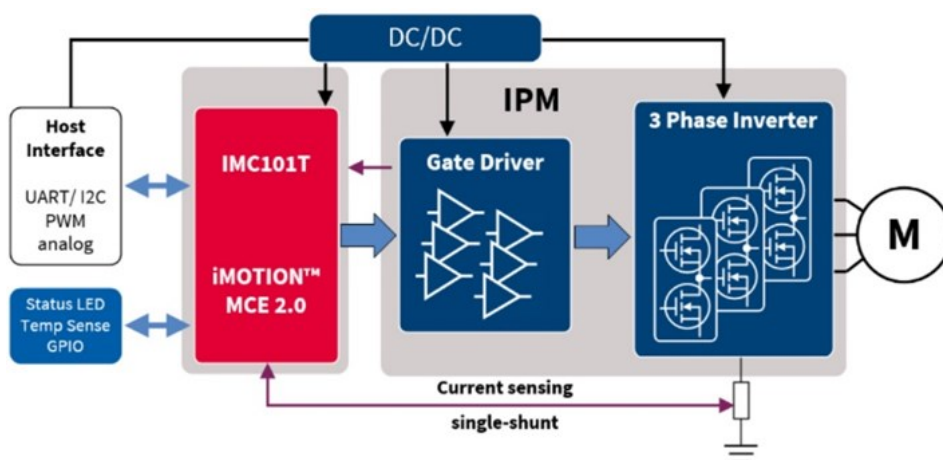 DC/DC
IPM
Host
Interface
UART/ I2C
PWM
analog
IMC101T
iMOTION™
MCE 2.0
Gate Driver
3 Phase Inverter
M
Status LED
Temp Sense
GPIO
Current sensing
single-shunt